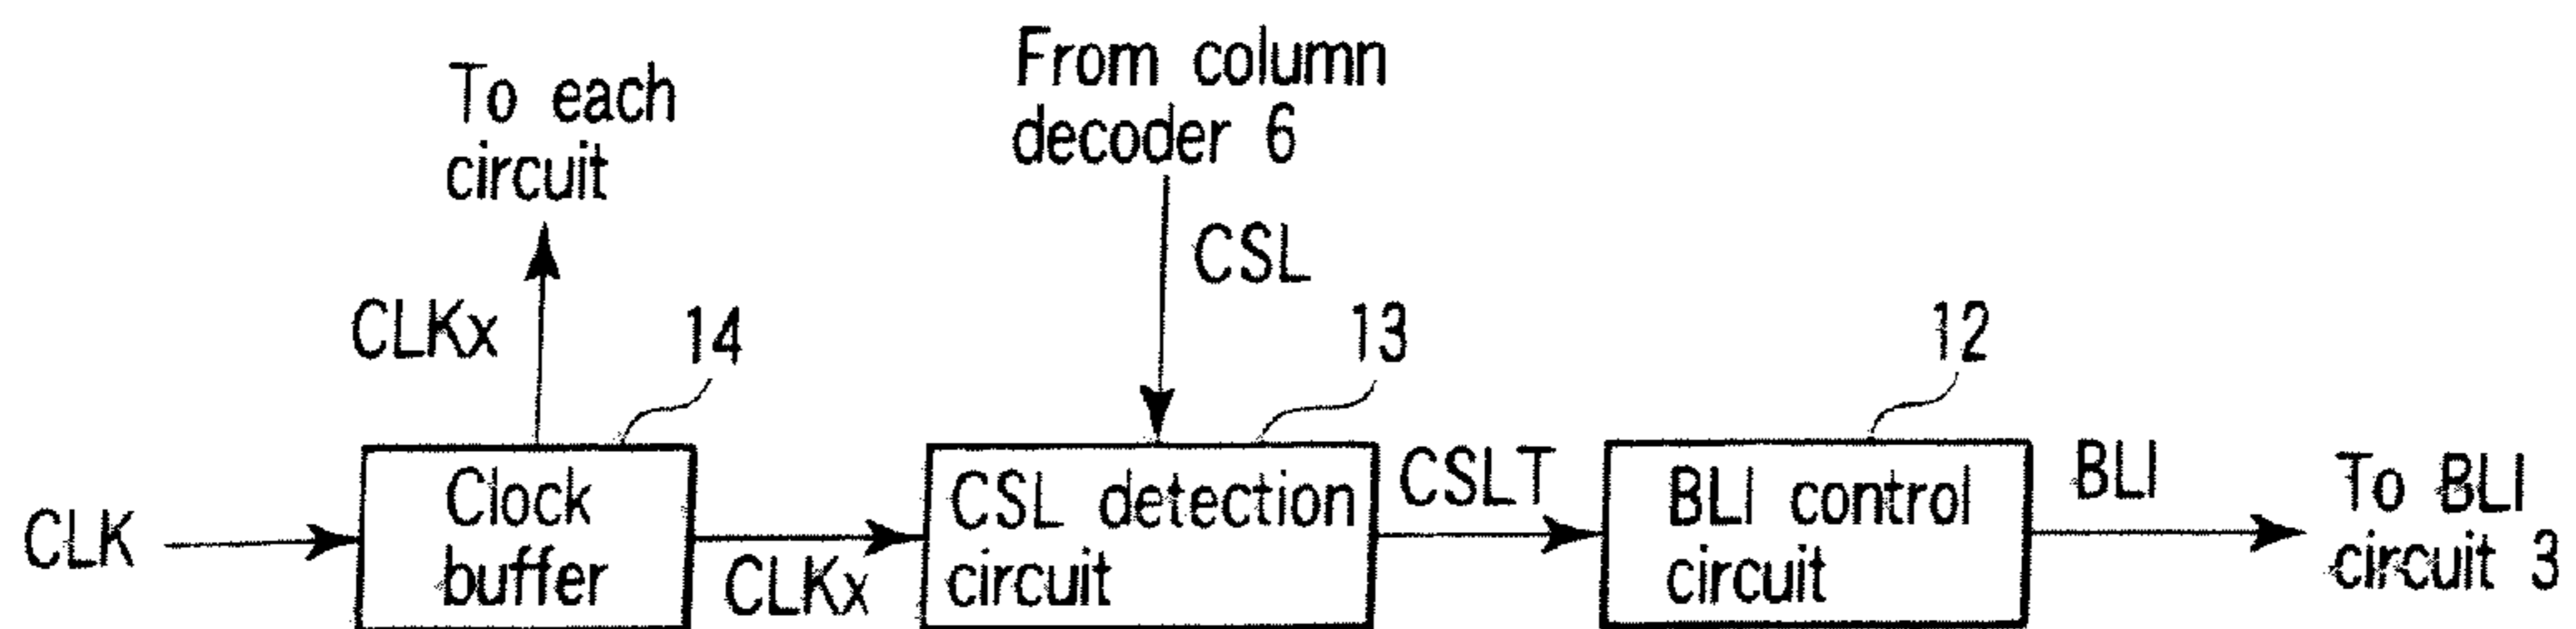 To each
circuit
From column
decoder 6
CLKx
CSL
14
13
12
CLK
Clock
buffer
CLKx
CSL detection
circuit
CSLT
BLI control
circuit
BLI
To BLI
circuit 3